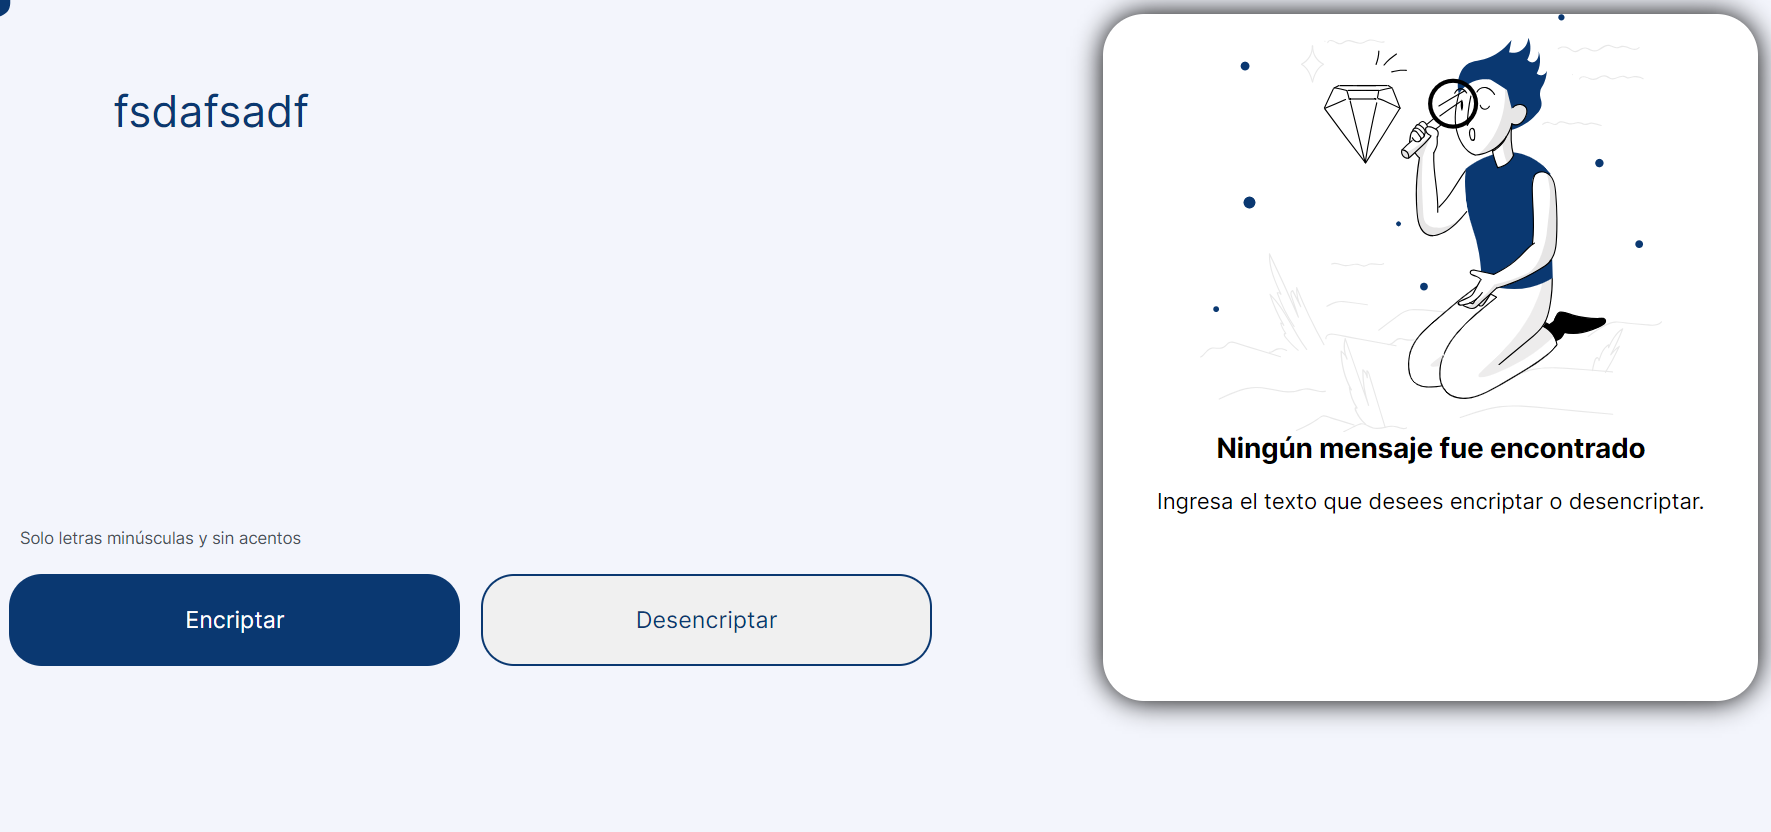 fsdafsadf
Solo letras minúsculas y sin acentos
Encriptar
Desencriptar
Ningún mensaje fue encontrado
Ingresa el texto que desees encriptar o desencriptar.